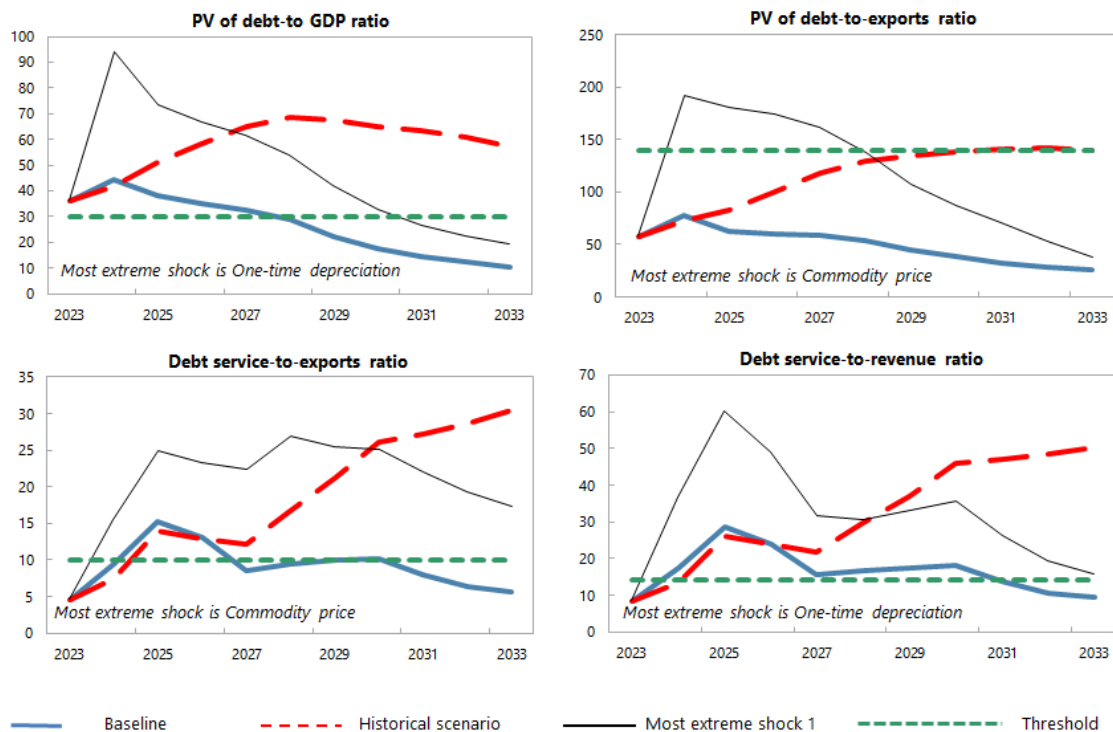 PV of debt-to GDP ratio
100
90
80
70
60
50
40
30
20
10
0
Most extreme shock is One-time depreciation
2023 2025 2027 2029 2031 2033
PV of debt-to-exports ratio
250
200
150
100
50
0
Most extreme shock is Commodity price
2023 2025 2027 2029 2031 2033
Debt service-to-exports ratio
35
30
25
20
15
10
5
0
Most extreme shock is Commodity price
2023 2025 2027 2029 2031 2033
Debt service-to-revenue ratio
70
60
50
40
30
20
10
0
Most extreme shock is One-time depreciation
2023 2025 2027 2029 2031 2033
Baseline Historical scenario Most extreme shock 1 Threshold